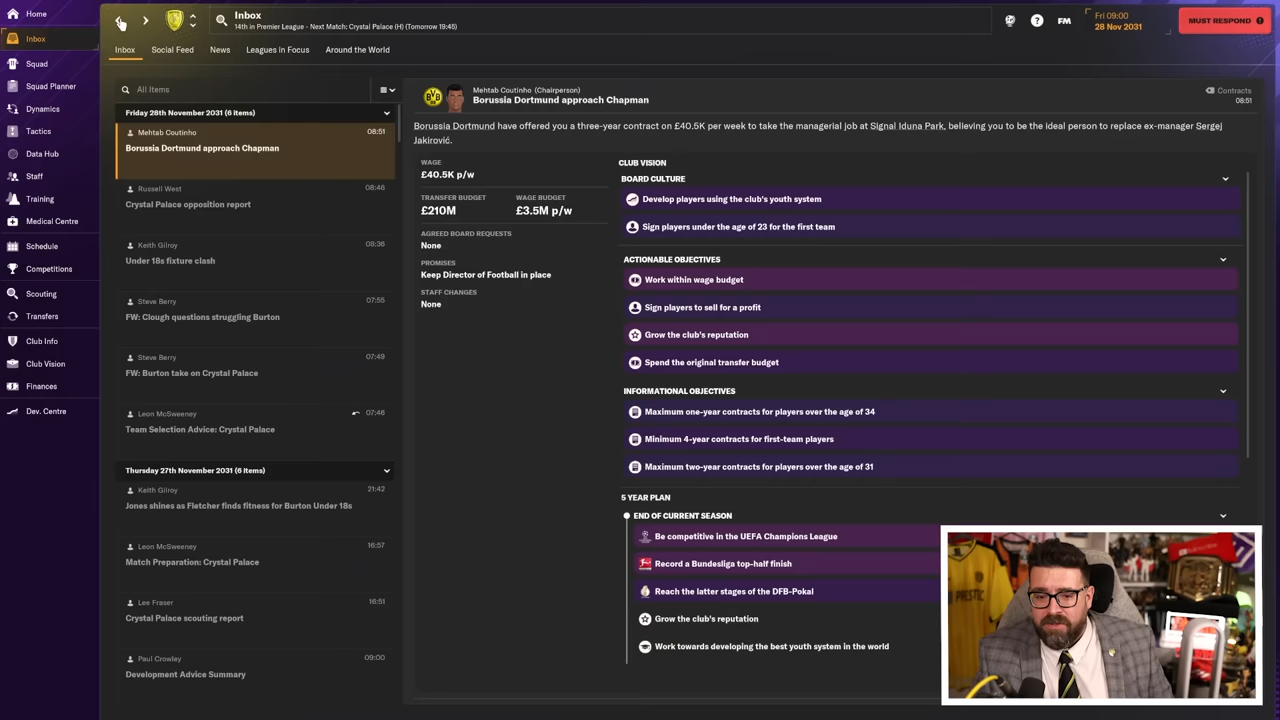 Home
Inbox
Squad
Squad Planner
Dynamics
Tactics
Data Hub
Staff
Training
Medical Centre
Schedule
Competitions
Scouting
Transfers
Club Info
Club Vision
Finances
Dev. Centre
Inbox
14th in Premier League - Next Match: Crystal Palace (H) (Tomorrow 19:45)
FM
Fri 09:00
28 Nov 2031
MUST RESPOND
Inbox
Social Feed
News
Leagues in Focus
Around the World
All Items
Friday 28th November 2031 (6 items)
Mehtab Coutinho 08:51
Borussia Dortmund approach Chapman
Russell West 08:46
Crystal Palace opposition report
Keith Gilroy 08:36
Under 18s fixture clash
Steve Berry 07:55
FW: Clough questions struggling Burton
Steve Berry 07:49
FW: Burton take on Crystal Palace
Leon McSweeney 07:46
Team Selection Advice: Crystal Palace
Thursday 27th November 2031 (6 items)
Keith Gilroy 21:42
Jones shines as Fletcher finds fitness for Burton Under 18s
Leon McSweeney 16:57
Match Preparation: Crystal Palace
Lee Fraser 16:51
Crystal Palace scouting report
Paul Crowley 09:00
Development Advice Summary
BVB
09
Mehtab Coutinho (Chairperson)
Borussia Dortmund approach Chapman
Contracts
08:51
Borussia Dortmund have offered you a three-year contract on £40.5K per week to take the managerial job at Signal Iduna Park, believing you to be the ideal person to replace ex-manager Sergej
Jakirović.
WAGE
£40.5K p/w
TRANSFER BUDGET
£210M
WAGE BUDGET
£3.5M p/w
AGREED BOARD REQUESTS
None
PROMISES
Keep Director of Football in place
STAFF CHANGES
None
CLUB VISION
BOARD CULTURE
Develop players using the club's youth system
Sign players under the age of 23 for the first team
ACTIONABLE OBJECTIVES
Work within wage budget
Sign players to sell for a profit
Grow the club's reputation
Spend the original transfer budget
INFORMATIONAL OBJECTIVES
Maximum one-year contracts for players over the age of 34
Minimum 4-year contracts for first-team players
Maximum two-year contracts for players over the age of 31
5 YEAR PLAN
END OF CURRENT SEASON
Be competitive in the UEFA Champions League
Record a Bundesliga top-half finish
Reach the latter stages of the DFB-Pokal
Grow the club's reputation
Work towards developing the best youth system in the world